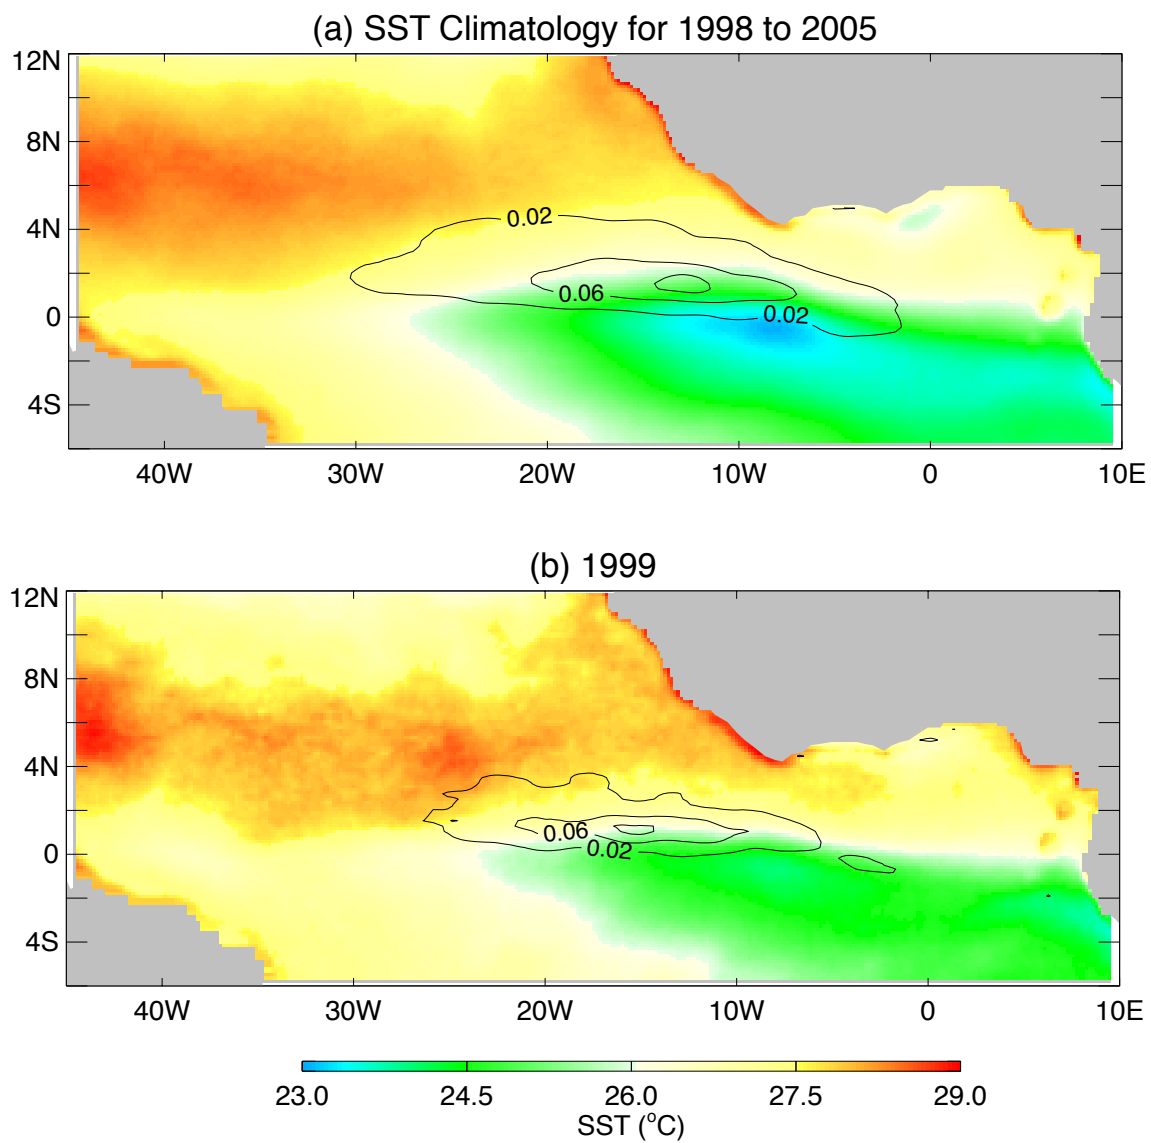 (a) SST Climatology for 1998 to 2005
12N
8N
4N
0
4S
0.02
0.06
0.02
40W 30W 20W 10W 0 10E
(b) 1999
12N
8N
4N
0
4S
0.06
0.02
40W 30W 20W 10W 0 10E
23.0 24.5 26.0 27.5 29.0
SST (°C)